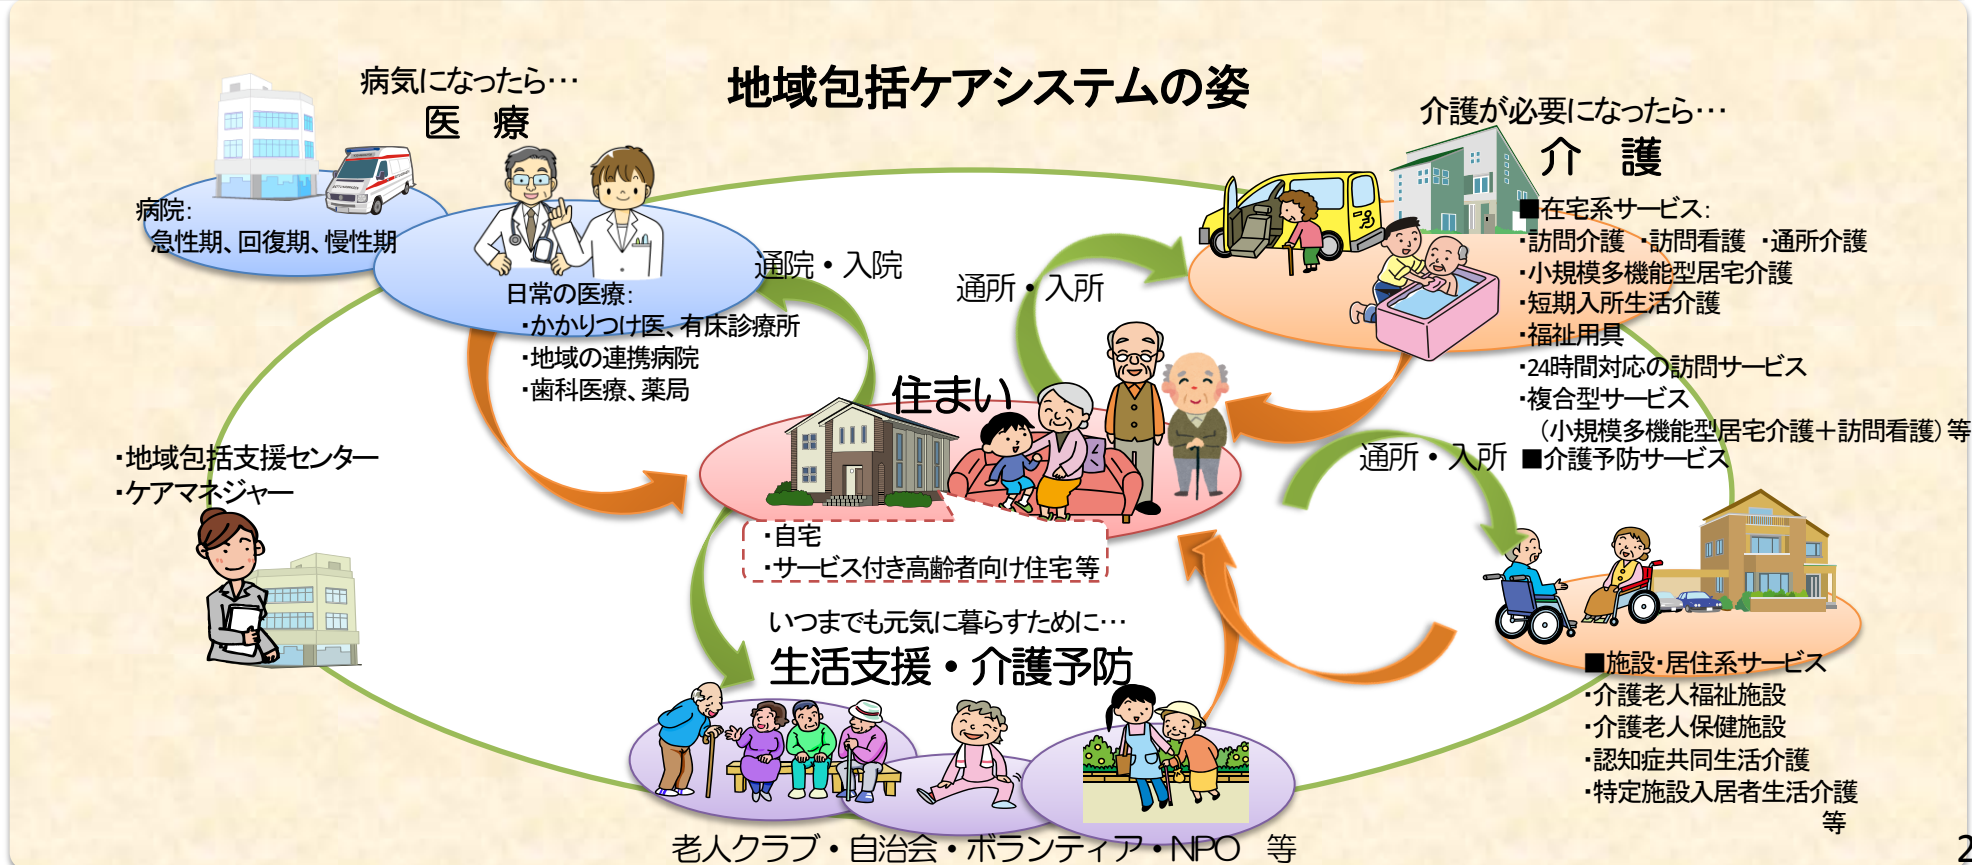 地域包括ケアシステムの姿
病気になったら…
医 療
病院:
急性期、回復期、慢性期
日常の医療:
・かかりつけ医、有床診療所
・地域の連携病院
・歯科医療、薬局
通院・入院
通所・入所
介護が必要になったら…
介 護
■在宅系サービス:
・訪問介護 ・訪問看護 ・通所介護
・小規模多機能型居宅介護
・短期入所生活介護
・福祉用具
・24時間対応の訪問サービス
・複合型サービス
（小規模多機能型居宅介護＋訪問看護）等
■介護予防サービス
通所・入所
住まい
・自宅
・サービス付き高齢者向け住宅等
・地域包括支援センター
・ケアマネジャー
いつまでも元気に暮らすために…
生活支援・介護予防
老人クラブ・自治会・ボランティア・NPO 等
■施設・居住系サービス
・介護老人福祉施設
・介護老人保健施設
・認知症共同生活介護
・特定施設入居者生活介護
等
2